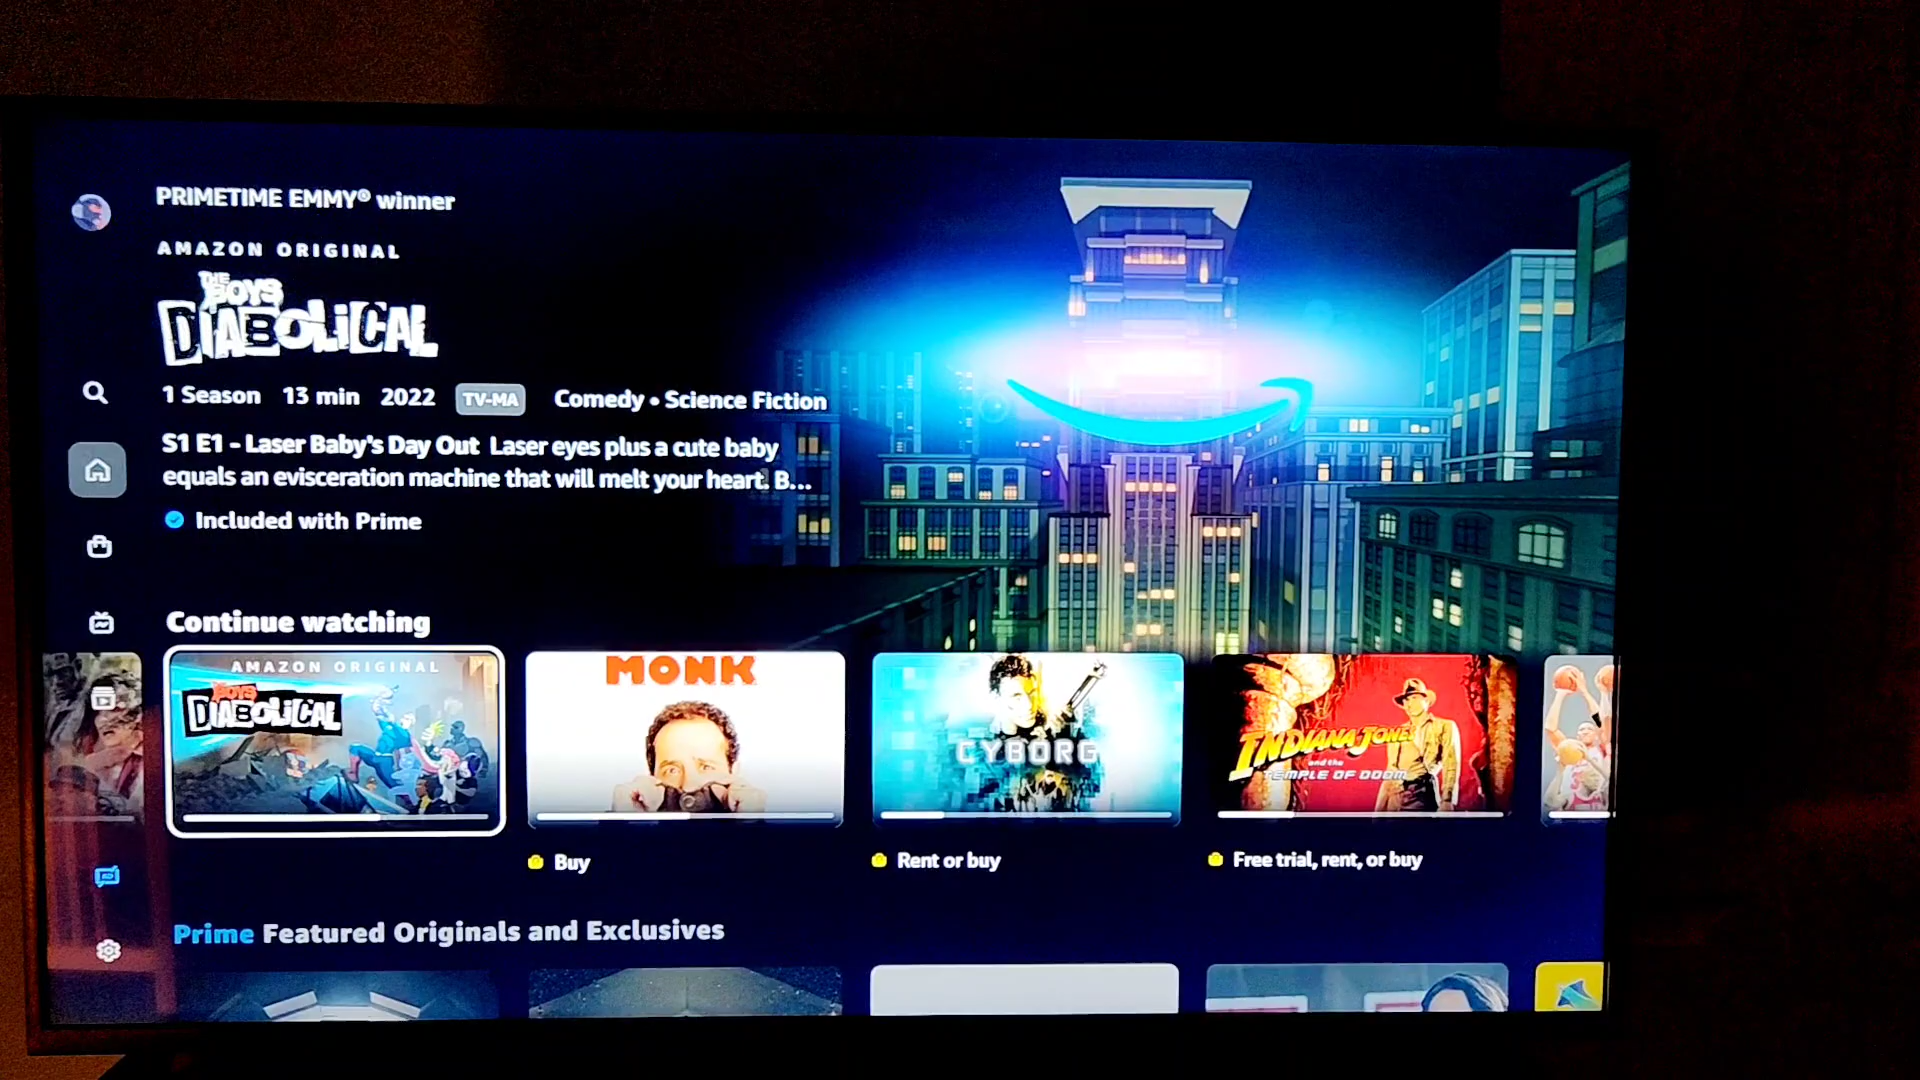 PRIMETIME EMMY® winner
AMAZON ORIGINAL
THE BOYS
DIABOLICAL
1 Season 13 min 2022 TV-MA Comedy • Science Fiction
S1 E1 - Laser Baby's Day Out Laser eyes plus a cute baby
equals an evisceration machine that will melt your heart. B...
Included with Prime
Continue watching
AMAZON ORIGINAL
BOYS
DIABOLICAL
MONK
CYBORG
INDIANA JONES
and the
TEMPLE OF DOOM
Buy
Rent or buy
Free trial, rent, or buy
Prime Featured Originals and Exclusives